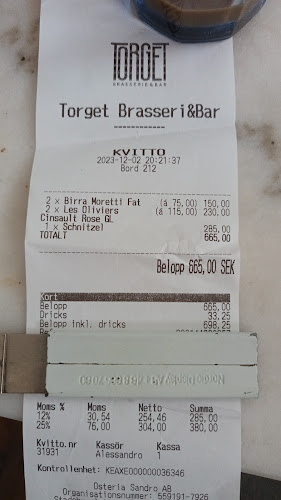 TORGET
BRASSERIE&BAR
Torget Brasseri&Bar
KVITTO
2023-12-02 20:21:37
Bord 212
2 x Birra Moretti Fat (á 75,00) 150,00
2 x Les Oliviers (á 115,00) 230,00
Cinsault Rose GL
1 x Schnitzel 285,00
TOTALT 665,00
Belopp 665,00 SEK
Kort
Belopp 665,00
Dricks 33,25
Belopp inkl. dricks 698,25
Moms % Moms Netto Summa
12% 30,54 254,46 285,00
25% 76,00 304,00 380,00
Kvitto.nr Kassör Kassa
31931 Alessandro 1
Kontrollenhet: KEAXE000000036346
Osteria Sandro AB
Organisationsnummer: 559191-7926